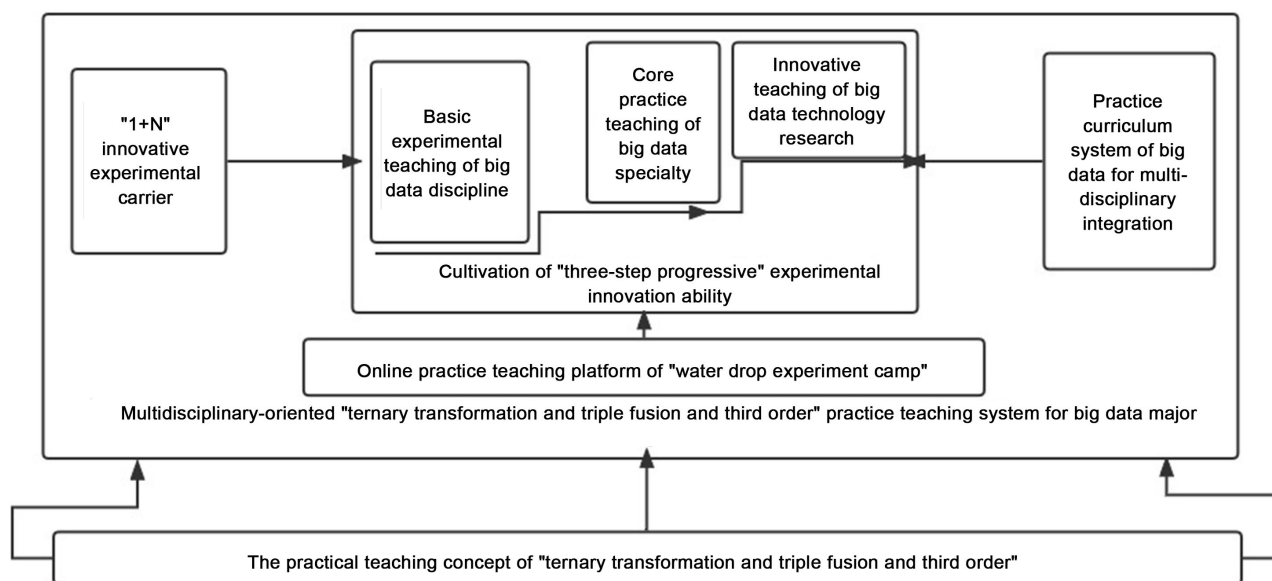 "1+N"
innovative
experimental
carrier
Basic
experimental
teaching of big
data discipline
Core
practice
teaching of
big data
specialty
Innovative
teaching of big
data technology
research
Practice
curriculum
system of big
data for multi-
disciplinary
integration
Cultivation of "three-step progressive" experimental
innovation ability
Online practice teaching platform of "water drop experiment camp"
Multidisciplinary-oriented "ternary transformation and triple fusion and third order" practice teaching system for big data major
The practical teaching concept of "ternary transformation and triple fusion and third order"